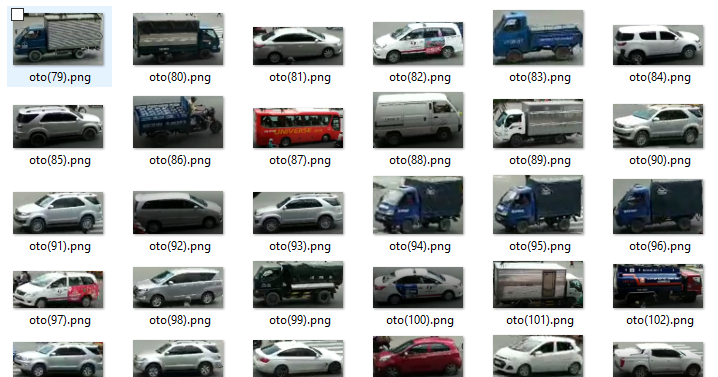 oto(79).png
oto(80).png
oto(81).png
oto(82).png
oto(83).png
oto(84).png
oto(85).png
oto(86).png
UNIVERSE
oto(87).png
oto(88).png
oto(89).png
oto(90).png
oto(91).png
oto(92).png
oto(93).png
oto(94).png
oto(95).png
oto(96).png
oto(97).png
oto(98).png
oto(99).png
oto(100).png
oto(101).png
oto(102).png